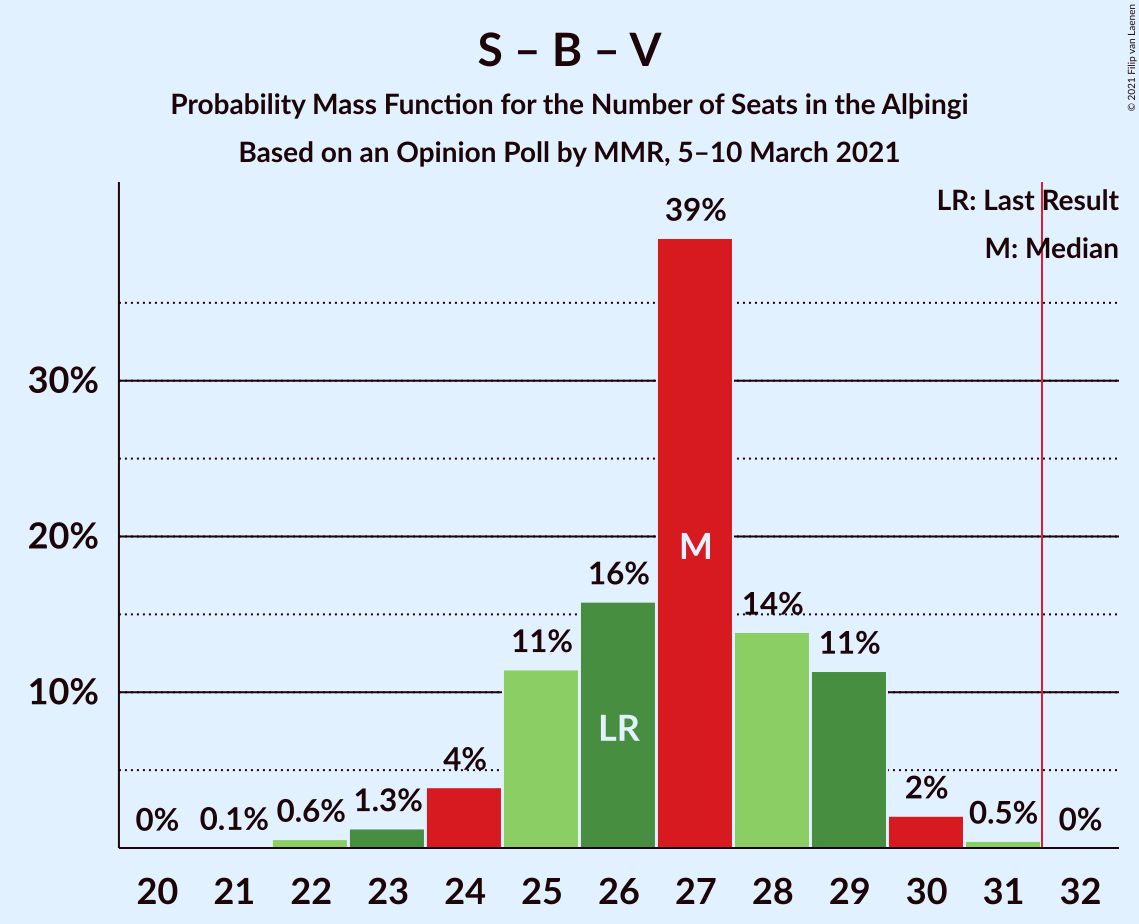 S – B – V
Probability Mass Function for the Number of Seats in the Alþingi
Based on an Opinion Poll by MMR, 5–10 March 2021
© 2021 Filip van Laenen
LR: Last Result
M: Median
39%
30%
20%
M
16%
14%
11%
11%
10%
LR
4%
2%
1.3%
0.6%
0.5%
0%
0.1%
0%
20 21 22 23 24 25 26 27 28 29 30 31 32